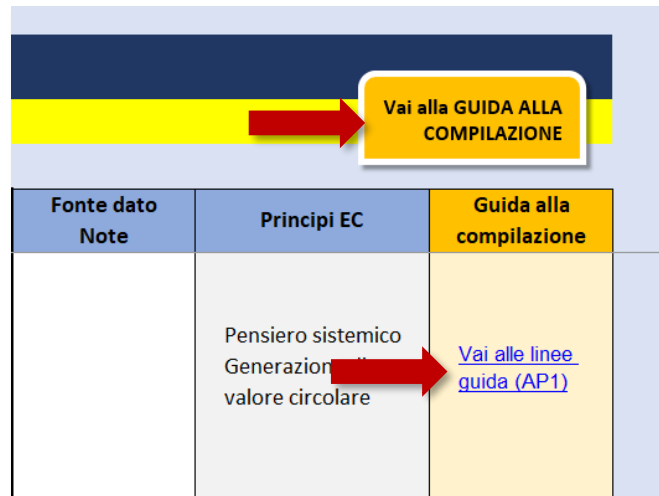 Vai alla GUIDA ALLA
COMPILAZIONE
Fonte dato
Note
Principi EC
Guida alla
compilazione
Pensiero sistemico
valore circolare
Vai alle linee
guida (AP1)